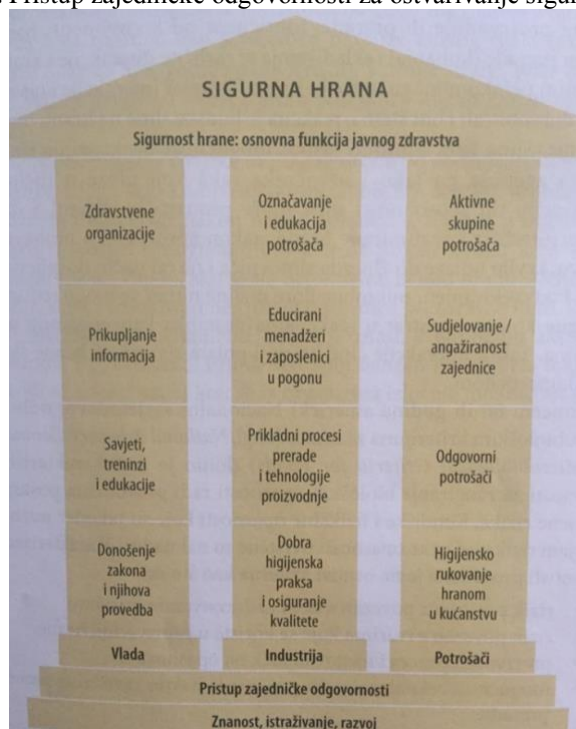 Pristup zajedničke odgovornosti za ostvarivanje sigur
SIGURNA HRANA
Sigurnost hrane: osnovna funkcija javnog zdravstva
Zdravstvene
organizacije
Prikupljanje
informacija
Savjeti,
treninzi
i edukacije
Donošenje
zakona
i njihova
provedba
Vlada
Označavanje
i edukacija
potrošača
Educirani
menadžeri
i zaposlenici
u pogonu
Prikladni procesi
prerade
i tehnologije
proizvodnje
Dobra
higijenska
praksa
i osiguranje
kvalitete
Industrija
Aktivne
skupine
potrošača
Sudjelovanje /
angažiranost
zajednice
Odgovorni
potrošači
Higijensko
rukovanje
hranom
u kućanstvu
Potrošači
Pristup zajedničke odgovornosti
Znanost, istraživanje, razvoj